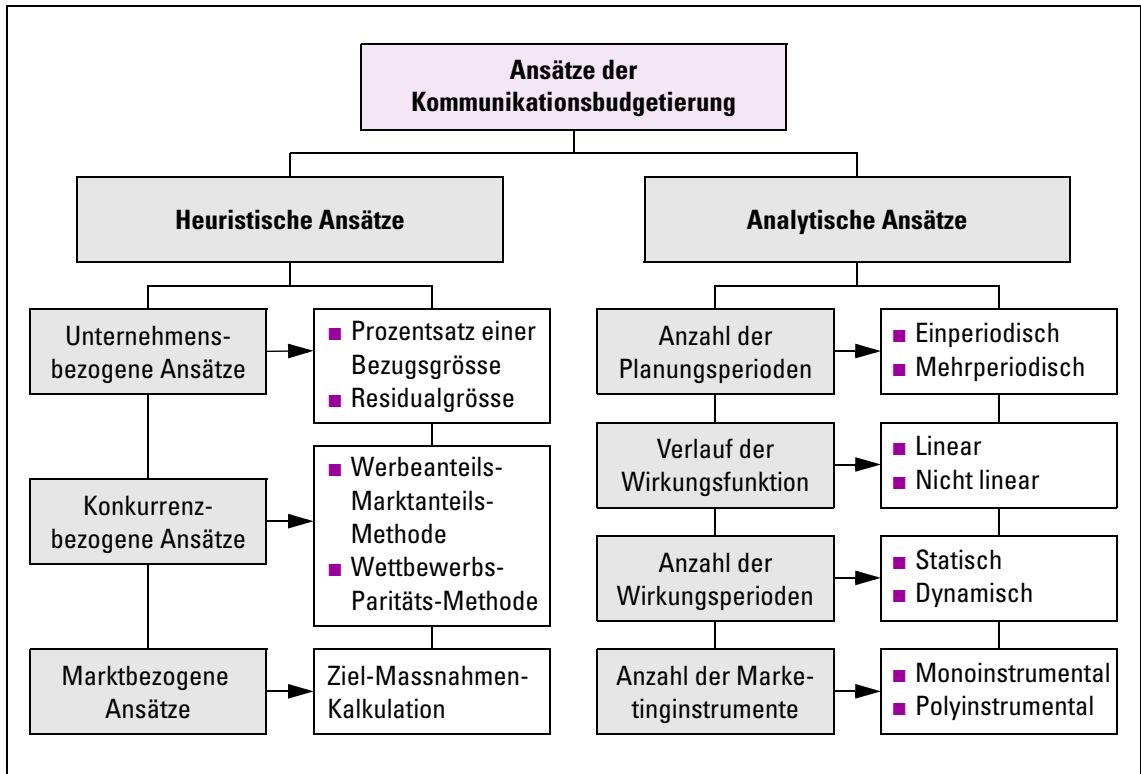 Ansätze der
Kommunikationsbudgetierung
Heuristische Ansätze
Analytische Ansätze
Unternehmens-
bezogene Ansätze
■ Prozentsatz einer
Bezugsgrösse
■ Residualgrösse
Konkurrenz-
bezogene Ansätze
■ Werbeanteils-
Marktanteils-
Methode
■ Wettbewerbs-
Paritäts-Methode
Marktbezogene
Ansätze
Ziel-Massnahmen-
Kalkulation
Anzahl der
Planungsperioden
■ Einperiodisch
■ Mehrperiodisch
Verlauf der
Wirkungsfunktion
■ Linear
■ Nicht linear
Anzahl der
Wirkungsperioden
■ Statisch
■ Dynamisch
Anzahl der Marke-
tinginstrumente
■ Monoinstrumental
■ Polyinstrumental